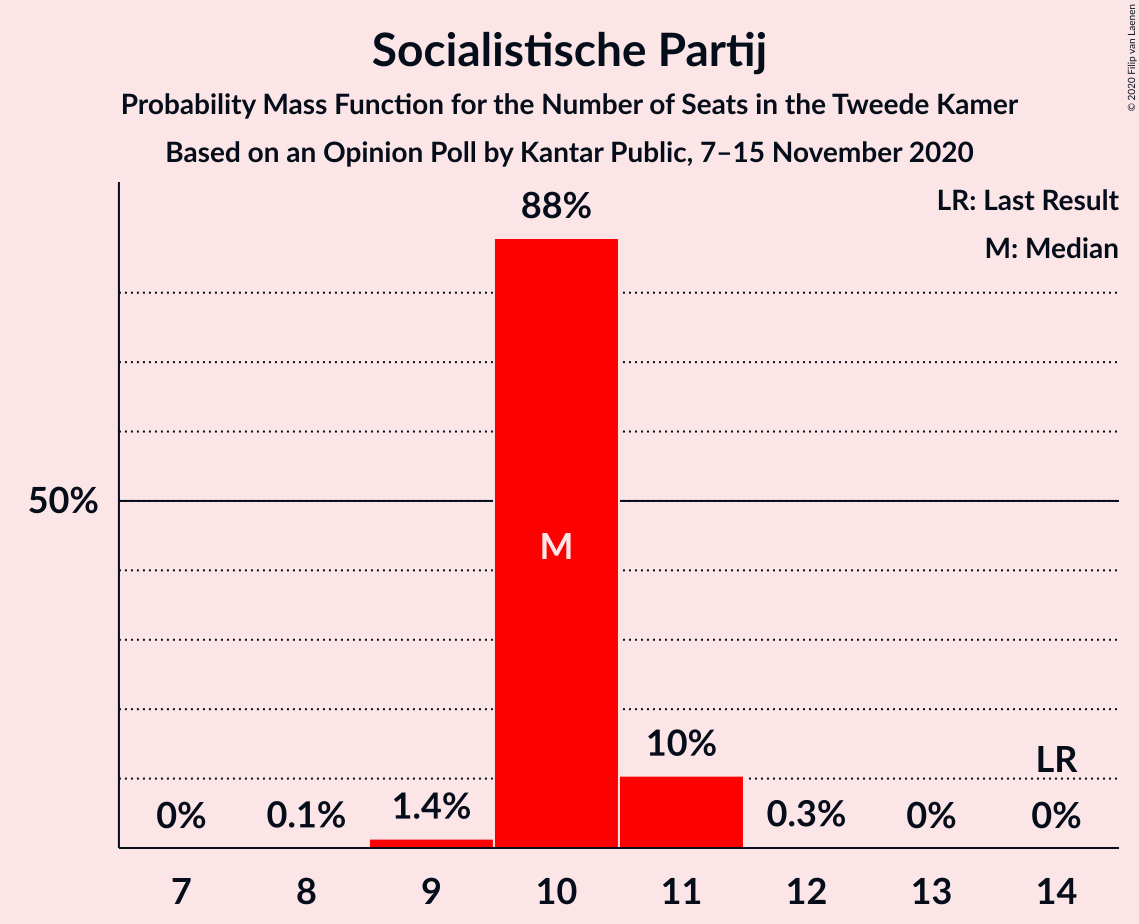 Socialistische Partij
Probability Mass Function for the Number of Seats in the Tweede Kamer
Based on an Opinion Poll by Kantar Public, 7–15 November 2020
© 2020 Filip van Laenen
LR: Last Result
M: Median
88%
50%
M
10%
LR
0%
0.1%
1.4%
0.3%
0%
0%
7
8
9
10
11
12
13
14